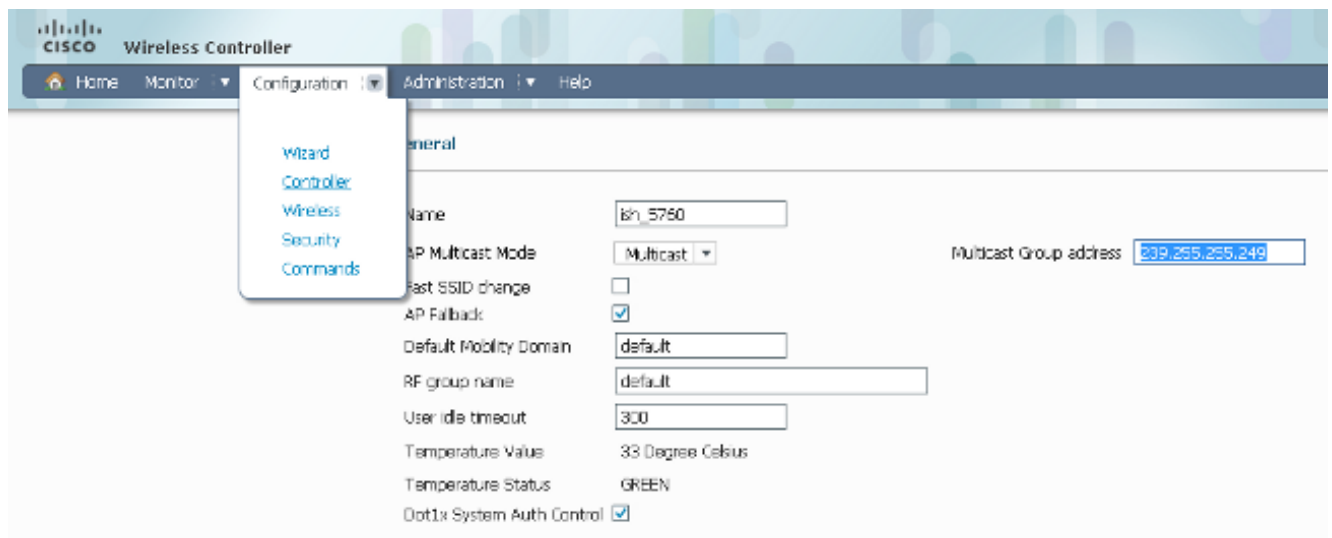 CISCO Wireless Controller
Home Monitor Configuration Administration Help
Wizard
Controller
Wireless
Security
Commands
eneral
Name ish_5760
AP Multicast Mode Multicast Multicast Group address 239.255.255.249
Fast SSID change
AP Fallback
Default Mobility Domain default
RF group name default
User idle timeout 300
Temperature Value 33 Degree Celsius
Temperature Status GREEN
Dot1x System Auth Control